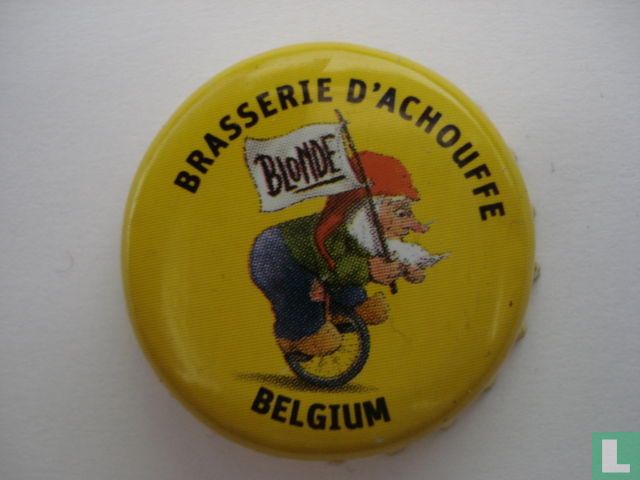 BRASSERIE D'ACHOUFFE
BLONDE
BELGIUM
L